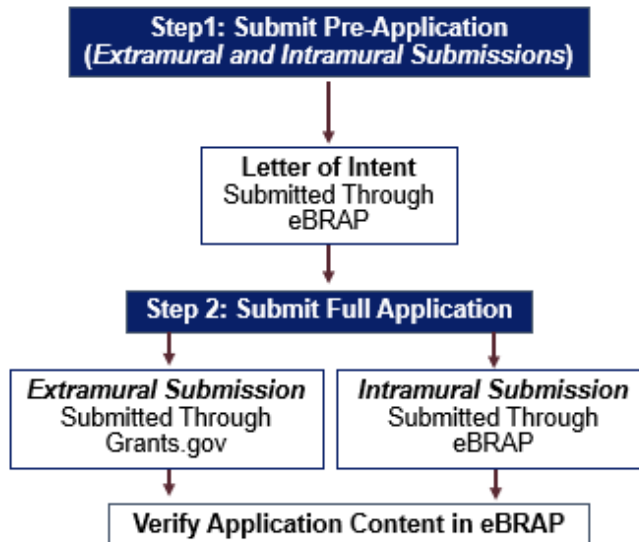 Step1: Submit Pre-Application
(Extramural and Intramural Submissions)
Letter of Intent
Submitted Through
eBRAP
Step 2: Submit Full Application
Extramural Submission
Submitted Through
Grants.gov
Intramural Submission
Submitted Through
eBRAP
Verify Application Content in eBRAP